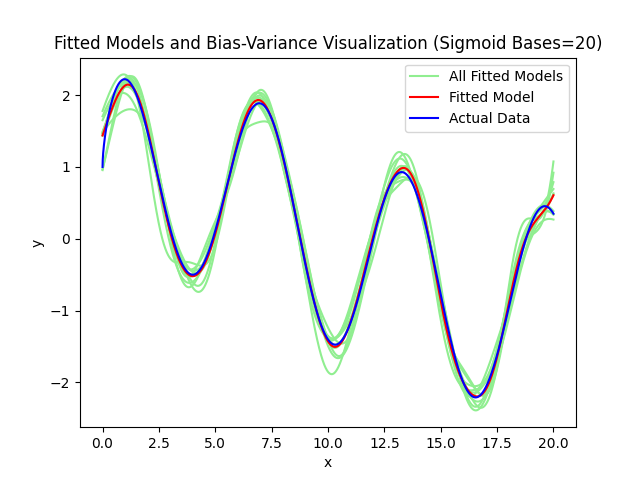 Fitted Models and Bias-Variance Visualization (Sigmoid Bases=20)
All Fitted Models
Fitted Model
Actual Data
y
2
1
0
−1
−2
0.0 2.5 5.0 7.5 10.0 12.5 15.0 17.5 20.0
x